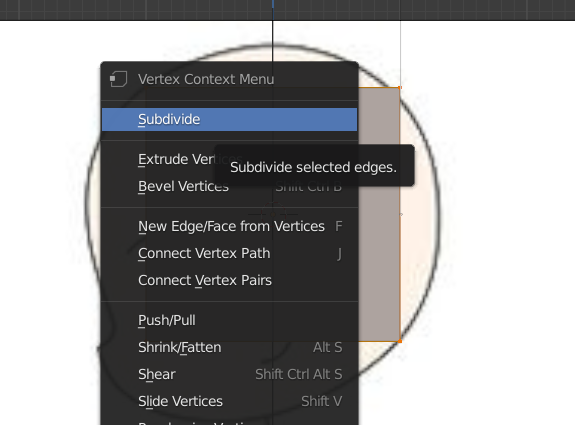 Vertex Context Menu
Subdivide
Extrude
Subdivide selected edges.
Bevel Vertices Shift Ctrl B
New Edge/Face from Vertices F
Connect Vertex Path J
Connect Vertex Pairs
Push/Pull
Shrink/Fatten Alt S
Shear Shift Ctrl Alt S
Slide Vertices Shift V